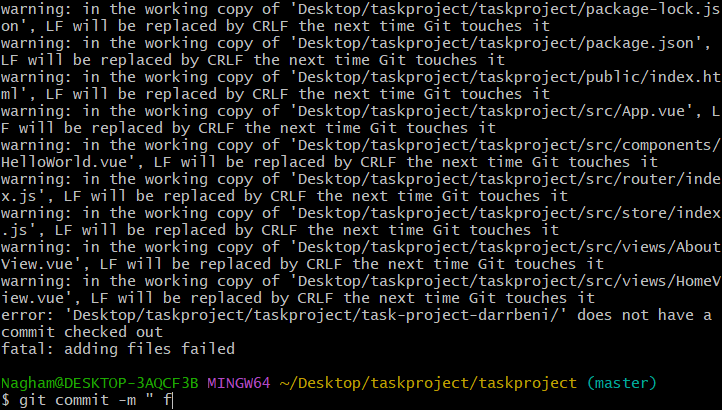 warning: in the working copy of 'Desktop/taskproject/taskproject/package-lock.js
on', LF will be replaced by CRLF the next time Git touches it
warning: in the working copy of 'Desktop/taskproject/taskproject/package.json',
LF will be replaced by CRLF the next time Git touches it
warning: in the working copy of 'Desktop/taskproject/taskproject/public/index.ht
ml', LF will be replaced by CRLF the next time Git touches it
warning: in the working copy of 'Desktop/taskproject/taskproject/src/App.vue', L
F will be replaced by CRLF the next time Git touches it
warning: in the working copy of 'Desktop/taskproject/taskproject/src/components/
HelloWorld.vue', LF will be replaced by CRLF the next time Git touches it
warning: in the working copy of 'Desktop/taskproject/taskproject/src/router/inde
x.js', LF will be replaced by CRLF the next time Git touches it
warning: in the working copy of 'Desktop/taskproject/taskproject/src/store/index
.js', LF will be replaced by CRLF the next time Git touches it
warning: in the working copy of 'Desktop/taskproject/taskproject/src/views/About
View.vue', LF will be replaced by CRLF the next time Git touches it
warning: in the working copy of 'Desktop/taskproject/taskproject/src/views/HomeV
iew.vue', LF will be replaced by CRLF the next time Git touches it
error: 'Desktop/taskproject/taskproject/task-project-darrbeni/' does not have a
commit checked out
fatal: adding files failed
Nagham@DESKTOP-3AQCF3B MINGW64 ~/Desktop/taskproject/taskproject (master)
$ git commit -m " f